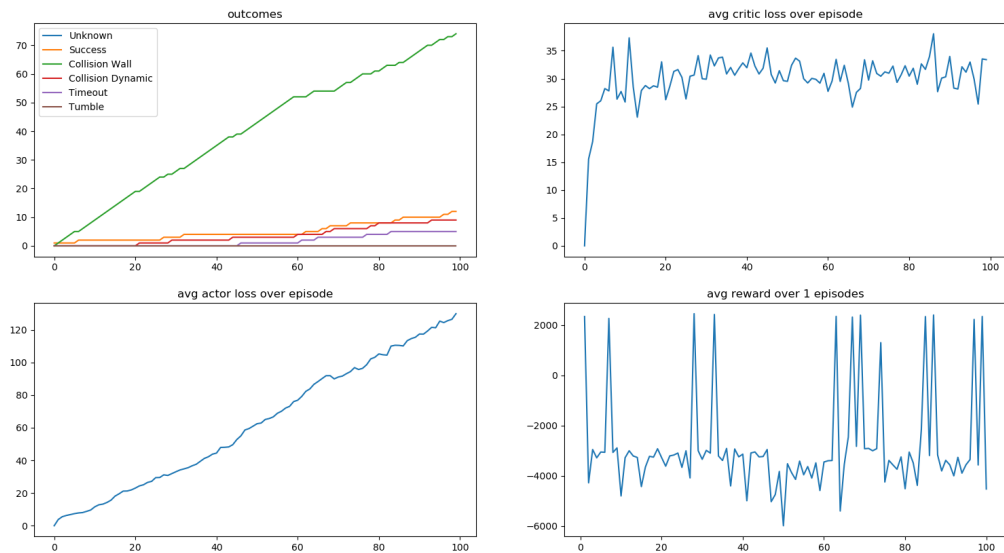 outcomes
Unknown
Success
Collision Wall
Collision Dynamic
Timeout
Tumble
70
60
50
40
30
20
10
0
0 20 40 60 80 100
avg critic loss over episode
35
30
25
20
15
10
5
0
0 20 40 60 80 100
avg actor loss over episode
120
100
80
60
40
20
0
0 20 40 60 80 100
avg reward over 1 episodes
2000
0
−2000
−4000
−6000
0 20 40 60 80 100